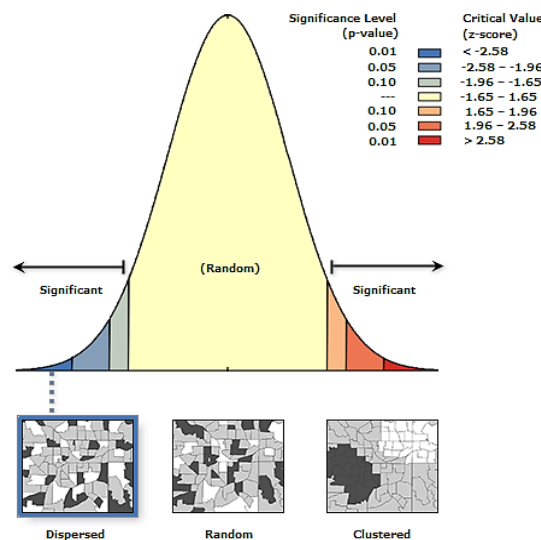 Significance Level
(p-value)
Critical Value
(z-score)
0.01 < -2.58
0.05 -2.58 – -1.96
0.10 -1.96 – -1.65
--- -1.65 – 1.65
0.10 1.65 – 1.96
0.05 1.96 – 2.58
0.01 > 2.58
(Random)
Significant
Significant
Dispersed
Random
Clustered